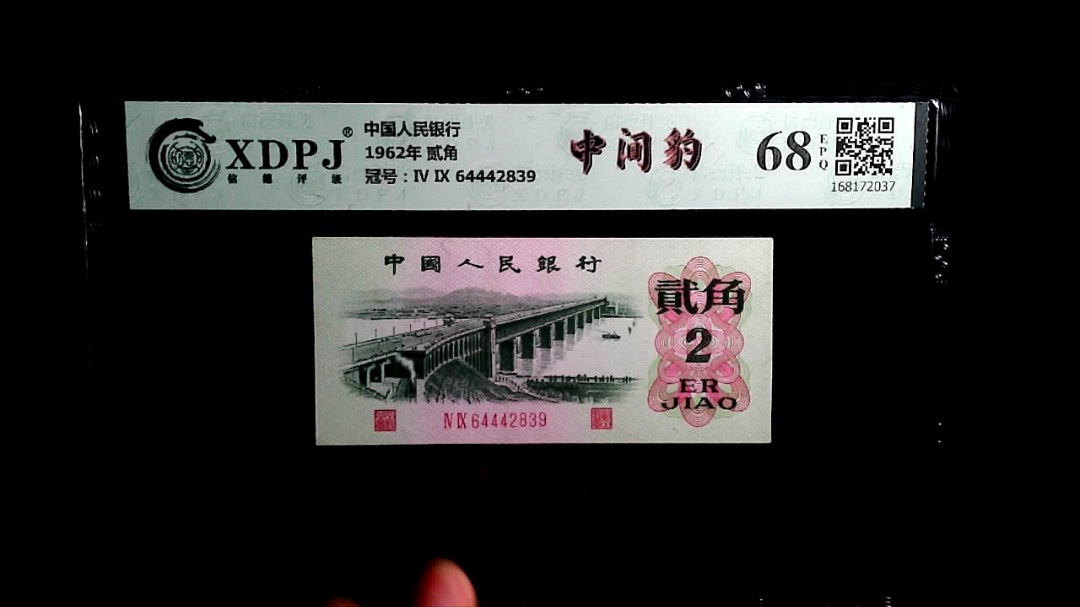 XDPJ®
信德评级
中国人民银行
1962年 贰角
冠号：Ⅳ Ⅸ 64442839
中间豹
68
EPQ
168172037
中國人民銀行
貳角
2
ER
JIAO
Ⅳ Ⅸ 64442839